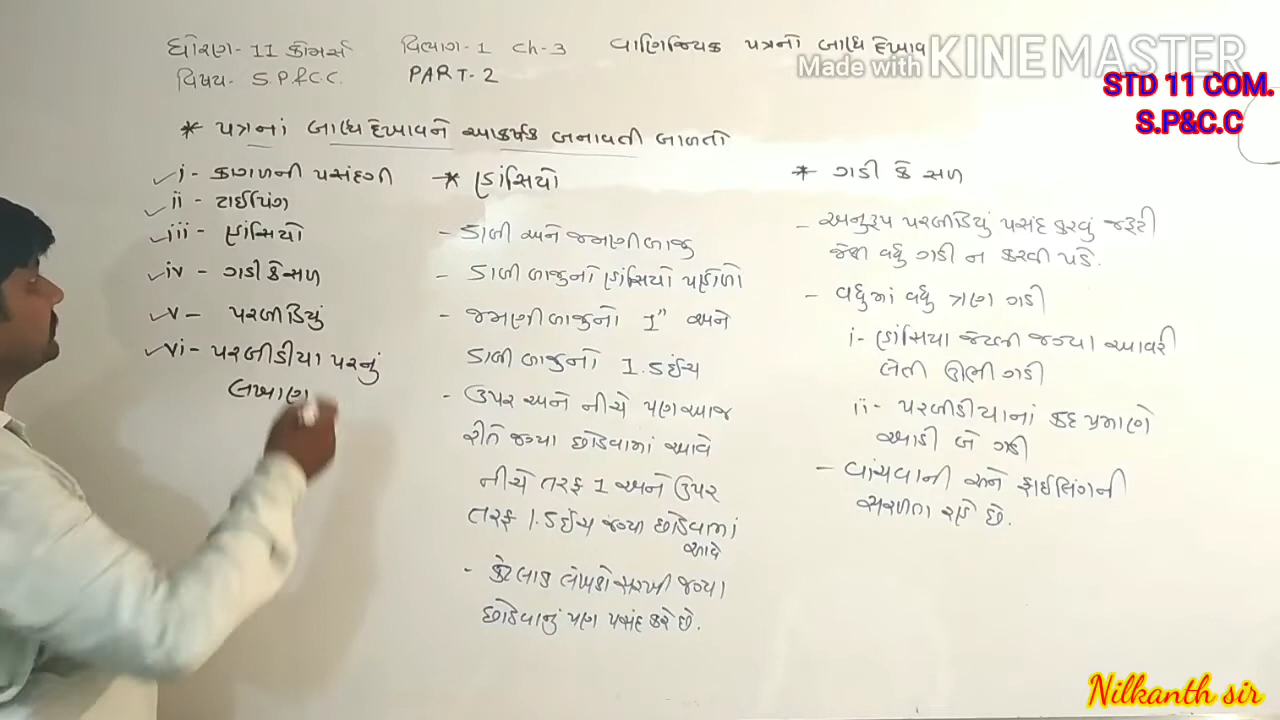 ધોરણ- 11 કોમર્સ વિભાગ-1 Ch-3 વાણિજ્યિક પત્રનો બાહ્ય દેખાવ
વિષય- S.P.&C.C. PART-2
Made with KINEMASTER
STD 11 COM.
S.P&C.C
* પત્રનાં બાહ્ય દેખાવને આકર્ષક બનાવતી બાબતો
i- કાગળની પસંદગી
ii - ટાઈપિંગ
iii - હાંસિયો
iv - ગડી કે સળ
v - પરબીડિયું
vi- પરબીડીયા પરનું
લખાણ
* હાંસિયો
- ડાબી અને જમણી બાજુ
- ડાબી બાજુનો હાંસિયો પહોળો
- જમણી બાજુનો 1" અને
ડાબી બાજુનો 1.5 ઈંચ
- ઉપર અને નીચે પણ આજ
રીતે જગ્યા છોડવામાં આવે
નીચે તરફ 1 અને ઉપર
તરફ 1.5 ઈંચ જગ્યા છોડવામાં
આવે
- કેટલાક લેખકો સરખી જગ્યા
છોડવાનું પણ પસંદ કરે છે.
* ગડી કે સળ
- અનુરૂપ પરબીડિયું પસંદ કરવું જરૂરી
જેથી વધુ ગડી ન કરવી પડે.
- વધુમાં વધુ ત્રણ ગડી
i- હાંસિયા જેટલી જગ્યા આવરી
લેતી ઊભી ગડી
ii- પરબીડીયાનાં કદ પ્રમાણે
આડી બે ગડી
- વાંચવાની અને ફાઈલિંગની
સરળતા રહે છે.
Nilkanth sir